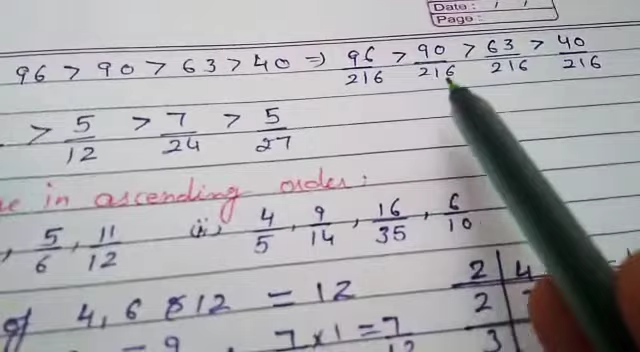 Date : / /
Page :
96 > 90 > 63 > 40 => 96/216 > 90/216 > 63/216 > 40/216
> 5/12 > 7/24 > 5/27
in ascending order:
, 5/6, 11/12 (ii) 4/5, 9/14, 16/35, 6/10
of 4, 6 & 12 = 12
2 4
2
3
= 9, 7×1=7
12